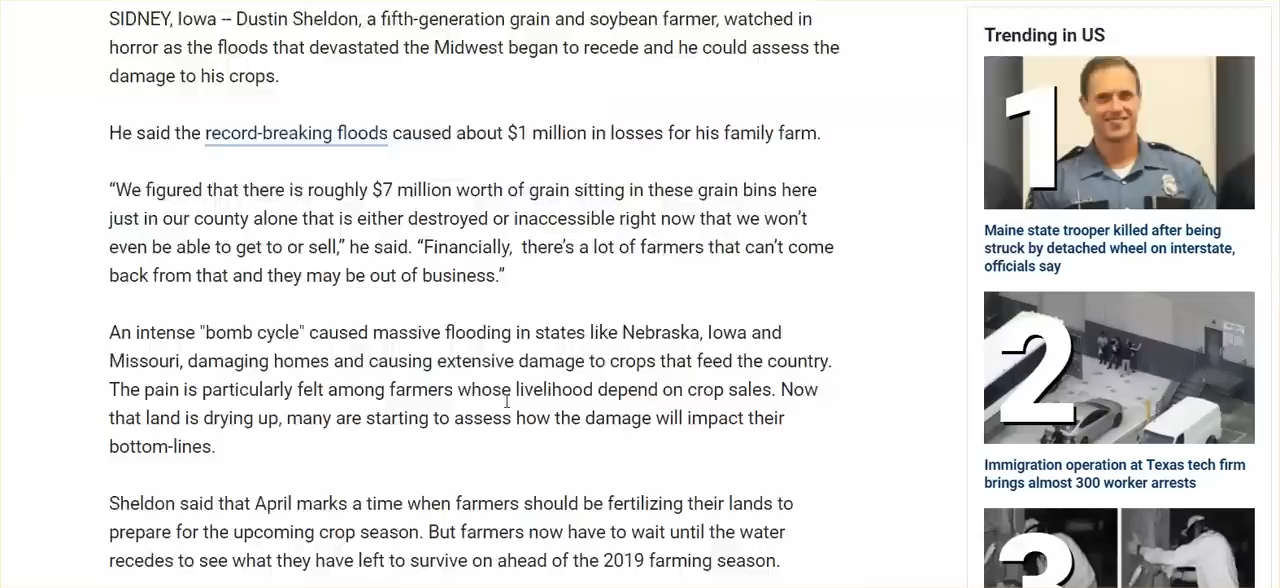 SIDNEY, Iowa -- Dustin Sheldon, a fifth-generation grain and soybean farmer, watched in
horror as the floods that devastated the Midwest began to recede and he could assess the
damage to his crops.
He said the record-breaking floods caused about $1 million in losses for his family farm.
“We figured that there is roughly $7 million worth of grain sitting in these grain bins here
just in our county alone that is either destroyed or inaccessible right now that we won’t
even be able to get to or sell,” he said. “Financially,  there’s a lot of farmers that can’t come
back from that and they may be out of business.”
An intense "bomb cycle" caused massive flooding in states like Nebraska, Iowa and
Missouri, damaging homes and causing extensive damage to crops that feed the country.
The pain is particularly felt among farmers whose livelihood depend on crop sales. Now
that land is drying up, many are starting to assess how the damage will impact their
bottom-lines.
Sheldon said that April marks a time when farmers should be fertilizing their lands to
prepare for the upcoming crop season. But farmers now have to wait until the water
recedes to see what they have left to survive on ahead of the 2019 farming season.
Trending in US
1
Maine state trooper killed after being
struck by detached wheel on interstate,
officials say
2
Immigration operation at Texas tech firm
brings almost 300 worker arrests
3